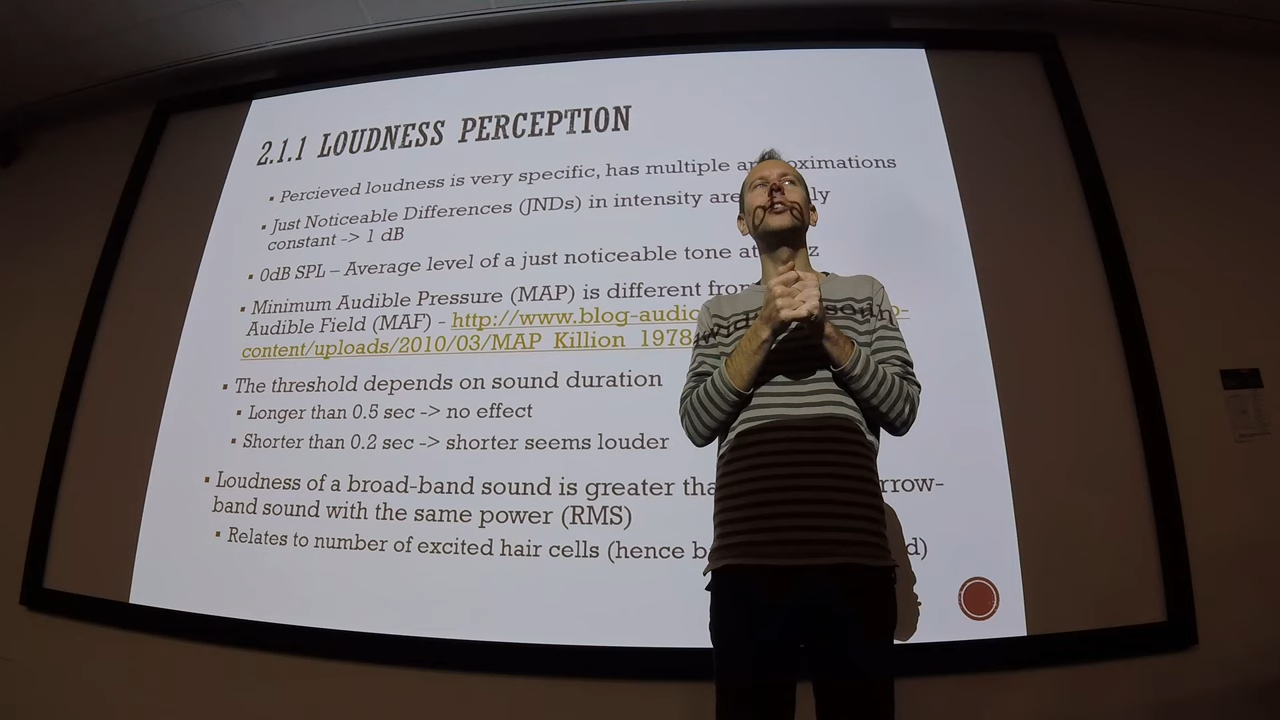 2.1.1 LOUDNESS PERCEPTION
▪ Percieved loudness is very specific, has multiple approximations
▪ Just Noticeable Differences (JNDs) in intensity are
constant -> 1 dB
▪ 0dB SPL – Average level of a just noticeable tone at
▪ Minimum Audible Pressure (MAP) is different from
Audible Field (MAF) - http://www.blog-audio
content/uploads/2010/03/MAP_Killion_1978
▪ The threshold depends on sound duration
▪ Longer than 0.5 sec -> no effect
▪ Shorter than 0.2 sec -> shorter seems louder
▪ Loudness of a broad-band sound is greater than
band sound with the same power (RMS)
▪ Relates to number of excited hair cells (hence